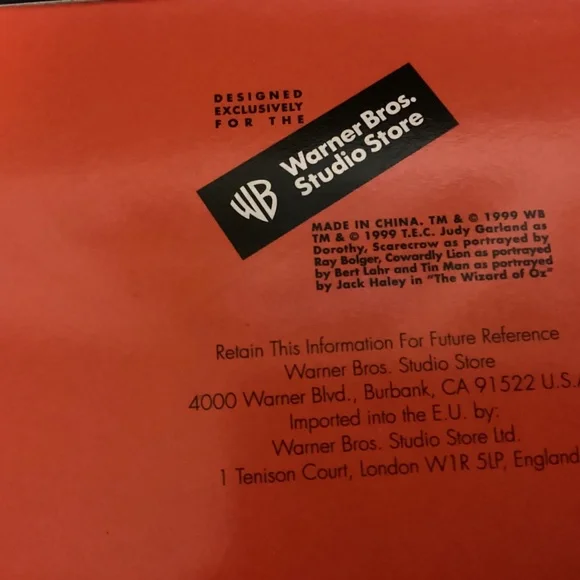 DESIGNED
EXCLUSIVELY
FOR THE
WB
Warner Bros.
Studio Store
MADE IN CHINA. TM & © 1999 WB
TM & © 1999 T.E.C. Judy Garland as
Dorothy, Scarecrow as portrayed by
Ray Bolger, Cowardly Lion as portrayed
by Bert Lahr and Tin Man as portrayed
by Jack Haley in "The Wizard of Oz"
Retain This Information For Future Reference
Warner Bros. Studio Store
4000 Warner Blvd., Burbank, CA 91522 U.S.A
Imported into the E.U. by:
Warner Bros. Studio Store Ltd.
1 Tenison Court, London W1R 5LP, England